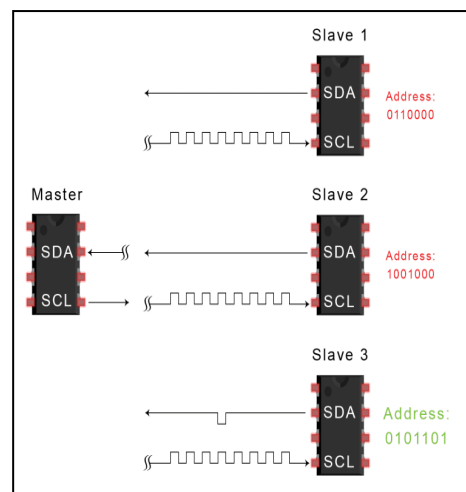 Slave 1
SDA
Address:
0110000
SCL
Master
Slave 2
SDA
SDA
Address:
1001000
SCL
SCL
Slave 3
SDA
Address:
0101101
SCL